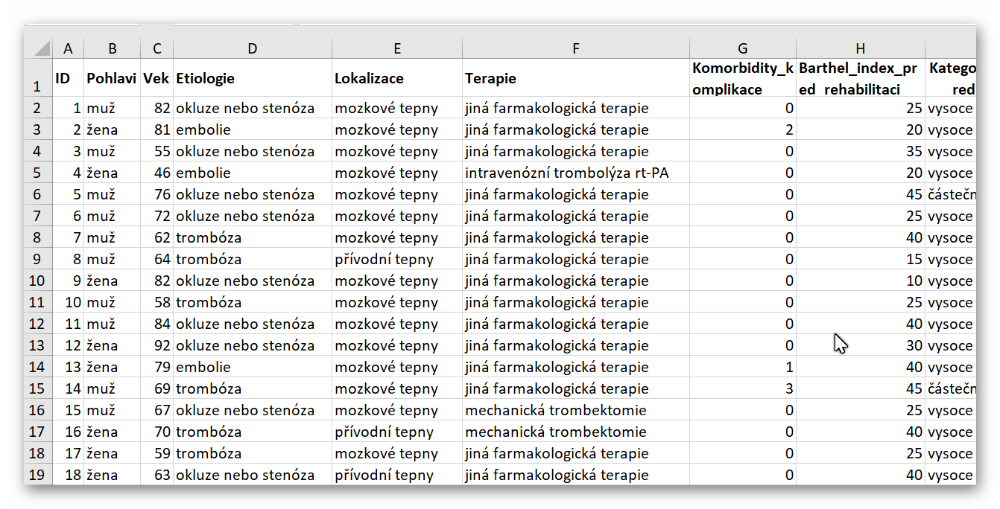 A B C D E F G H
1 ID Pohlavi Vek Etiologie Lokalizace Terapie Komorbidity_k Barthel_index_pr Katego
omplikace ed_rehabilitaci red
2 1 muž 82 okluze nebo stenóza mozkové tepny jiná farmakologická terapie 0 25 vysoce
3 2 žena 81 embolie mozkové tepny jiná farmakologická terapie 2 20 vysoce
4 3 muž 55 okluze nebo stenóza mozkové tepny jiná farmakologická terapie 0 35 vysoce
5 4 žena 46 embolie mozkové tepny intravenózní trombolýza rt-PA 0 20 vysoce
6 5 muž 76 okluze nebo stenóza mozkové tepny jiná farmakologická terapie 0 45 částečn
7 6 muž 72 okluze nebo stenóza mozkové tepny jiná farmakologická terapie 0 25 vysoce
8 7 muž 62 trombóza mozkové tepny jiná farmakologická terapie 0 40 vysoce
9 8 muž 64 trombóza přívodní tepny jiná farmakologická terapie 0 15 vysoce
10 9 žena 82 okluze nebo stenóza mozkové tepny jiná farmakologická terapie 0 10 vysoce
11 10 muž 58 trombóza mozkové tepny jiná farmakologická terapie 0 25 vysoce
12 11 muž 84 okluze nebo stenóza mozkové tepny jiná farmakologická terapie 0 40 vysoce
13 12 žena 92 okluze nebo stenóza mozkové tepny jiná farmakologická terapie 0 30 vysoce
14 13 žena 79 embolie mozkové tepny jiná farmakologická terapie 1 40 vysoce
15 14 muž 69 trombóza mozkové tepny jiná farmakologická terapie 3 45 částečn
16 15 muž 67 okluze nebo stenóza mozkové tepny mechanická trombektomie 0 25 vysoce
17 16 žena 70 trombóza přívodní tepny mechanická trombektomie 0 40 vysoce
18 17 žena 59 trombóza mozkové tepny jiná farmakologická terapie 0 25 vysoce
19 18 žena 63 okluze nebo stenóza přívodní tepny jiná farmakologická terapie 0 40 vysoce